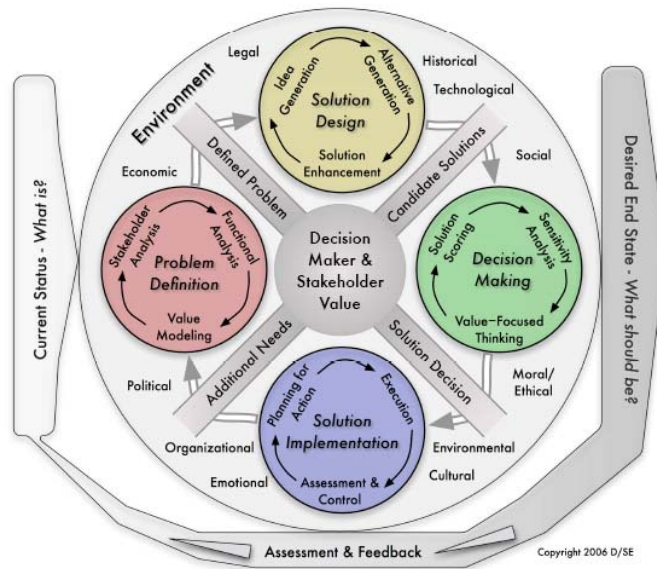 Current Status - What is?
Environment
Legal
Historical
Technological
Economic
Social
Idea
Generation
Alternative
Generation
Solution
Design
Solution
Enhancement
Defined Problem
Candidate Solutions
Stakeholder
Analysis
Functional
Analysis
Problem
Definition
Value
Modeling
Decision
Maker &
Stakeholder
Value
Solution
Scoring
Sensitivity
Analysis
Decision
Making
Value-Focused
Thinking
Additional Needs
Solution Decision
Political
Moral/
Ethical
Planning for
Action
Execution
Solution
Implementation
Assessment &
Control
Organizational
Emotional
Environmental
Cultural
Desired End State - What should be?
Assessment & Feedback
Copyright 2006 D/SE